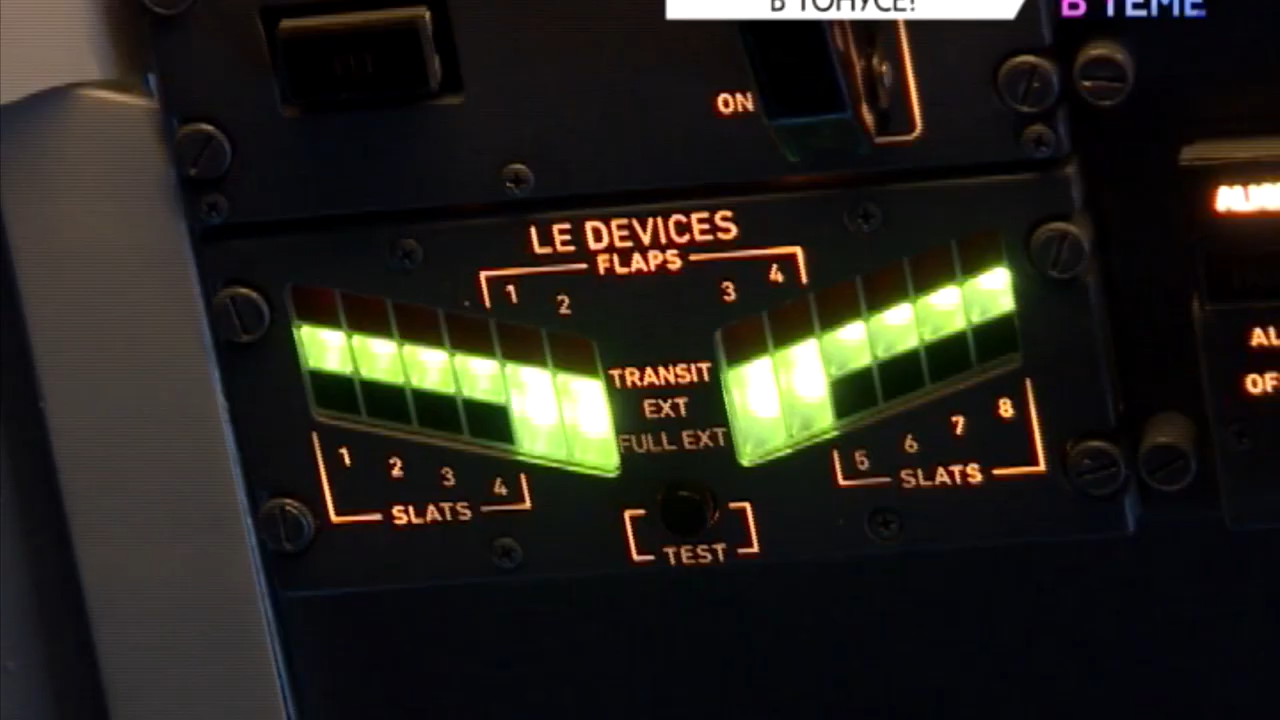 В ТОНУСЕ!
В ТЕМЕ
ON
LE DEVICES
FLAPS
1 2 3 4
TRANSIT
EXT
FULL EXT
1 2 3 4
SLATS
5 6 7 8
SLATS
TEST